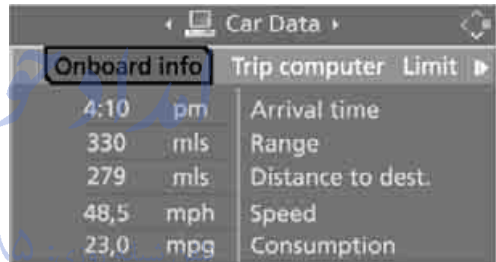 Car Data
Onboard info Trip computer Limit
4:10 pm Arrival time
330 mls Range
279 mls Distance to dest.
48,5 mph Speed
23,0 mpg Consumption